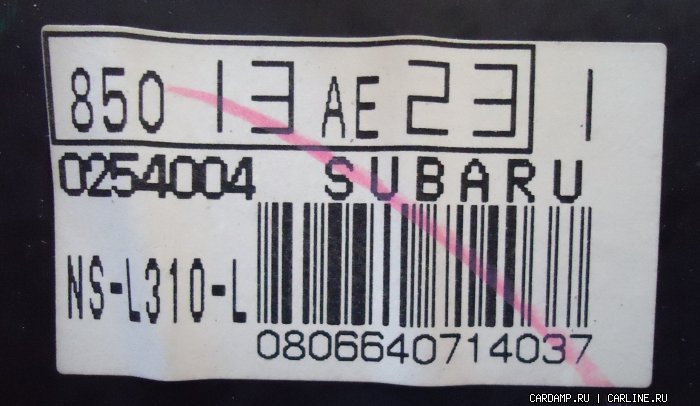 850 13 AE 23 1
0254004 SUBARU
NS-L310-L
0806640714037
CARDAMP.RU | CARLINE.RU